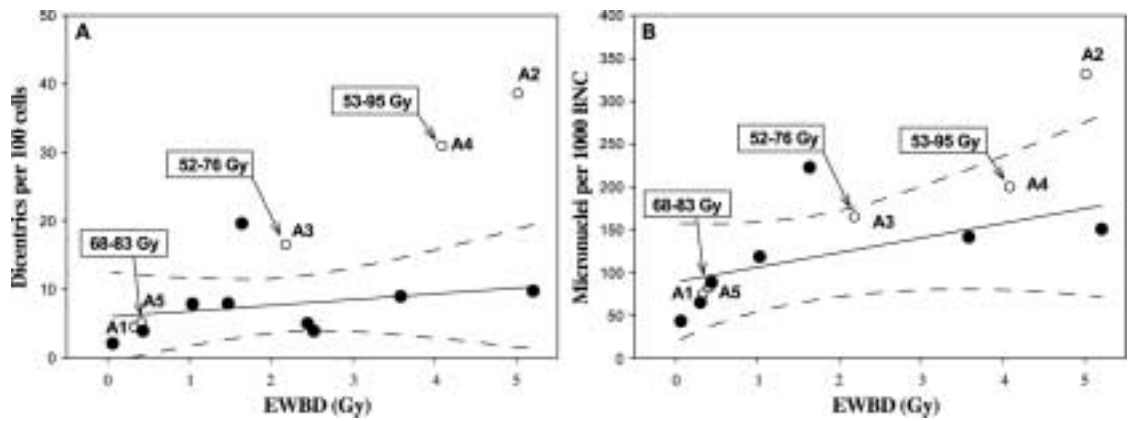 A
50
40
30
20
10
0
Dicentrics per 100 cells
A2
53-95 Gy
A4
52-76 Gy
A3
68-83 Gy
A5
A1
0 1 2 3 4 5
EWBD (Gy)
B
400
350
300
250
200
150
100
50
0
Micronuclei per 1000 BNC
A2
52-76 Gy
53-95 Gy
A4
68-83 Gy
A3
A1
A5
0 1 2 3 4 5
EWBD (Gy)